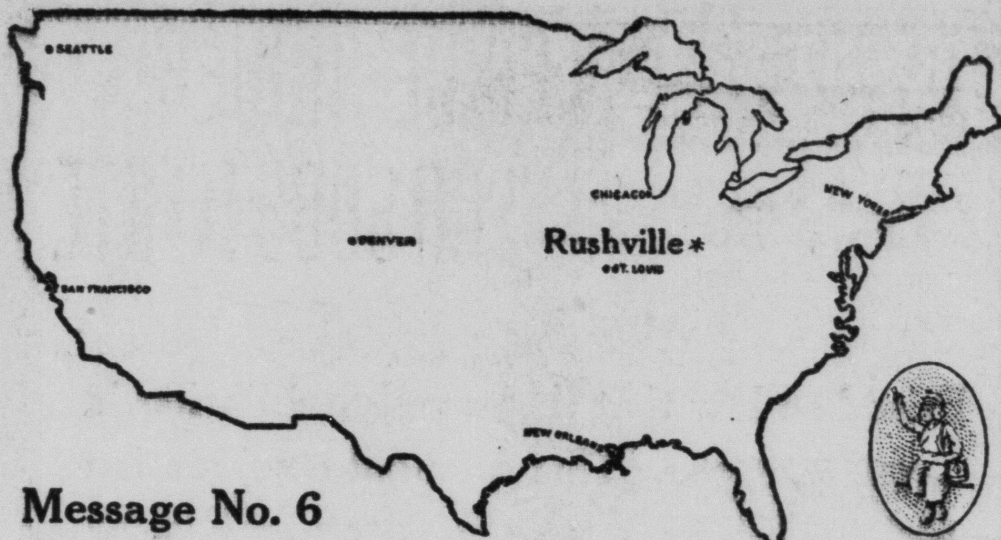 SEATTLE
CHICAGO
NEW YORK
DENVER
Rushville *
ST. LOUIS
SAN FRANCISCO
NEW ORLEANS
Message No. 6